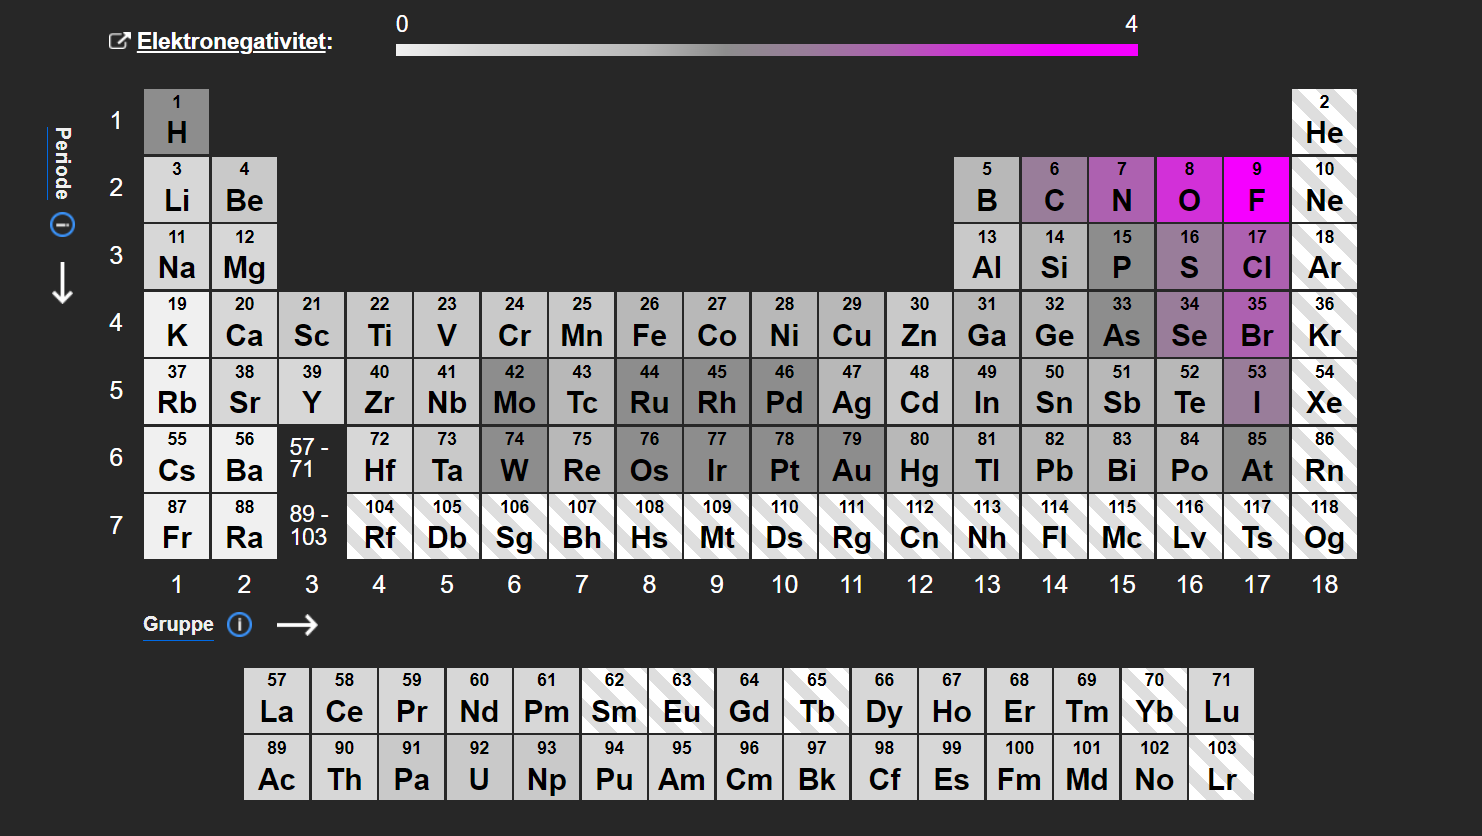 0 4
Elektronegativitet:
1 2
1 H He
3 4 5 6 7 8 9 10
2 Li Be B C N O F Ne
11 12 13 14 15 16 17 18
3 Na Mg Al Si P S Cl Ar
19 20 21 22 23 24 25 26 27 28 29 30 31 32 33 34 35 36
4 K Ca Sc Ti V Cr Mn Fe Co Ni Cu Zn Ga Ge As Se Br Kr
37 38 39 40 41 42 43 44 45 46 47 48 49 50 51 52 53 54
5 Rb Sr Y Zr Nb Mo Tc Ru Rh Pd Ag Cd In Sn Sb Te I Xe
55 56 57 - 72 73 74 75 76 77 78 79 80 81 82 83 84 85 86
6 Cs Ba 71 Hf Ta W Re Os Ir Pt Au Hg Tl Pb Bi Po At Rn
87 88 89 - 104 105 106 107 108 109 110 111 112 113 114 115 116 117 118
7 Fr Ra 103 Rf Db Sg Bh Hs Mt Ds Rg Cn Nh Fl Mc Lv Ts Og
Periode
1 2 3 4 5 6 7 8 9 10 11 12 13 14 15 16 17 18
Gruppe i
57 58 59 60 61 62 63 64 65 66 67 68 69 70 71
La Ce Pr Nd Pm Sm Eu Gd Tb Dy Ho Er Tm Yb Lu
89 90 91 92 93 94 95 96 97 98 99 100 101 102 103
Ac Th Pa U Np Pu Am Cm Bk Cf Es Fm Md No Lr